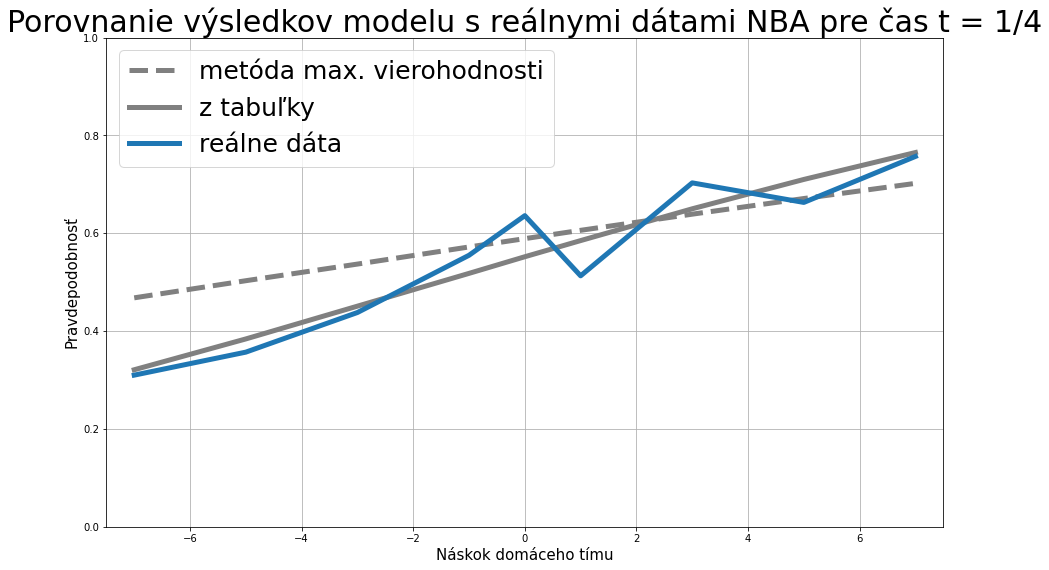 Porovnanie výsledkov modelu s reálnymi dátami NBA pre čas t = 1/4
1.0
metóda max. vierohodnosti
z tabuľky
reálne dáta
0.8
0.6
0.4
0.2
0.0
Pravdepodobnosť
−6
−4
−2
0
2
4
6
Náskok domáceho tímu